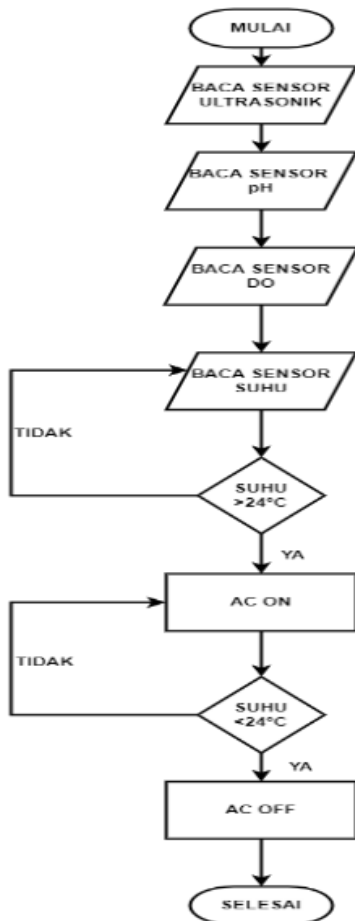 MULAI
BACA SENSOR
ULTRASONIK
BACA SENSOR
pH
BACA SENSOR
DO
BACA SENSOR
SUHU
TIDAK
SUHU
>24°C
YA
AC ON
TIDAK
SUHU
<24°C
YA
AC OFF
SELESAI